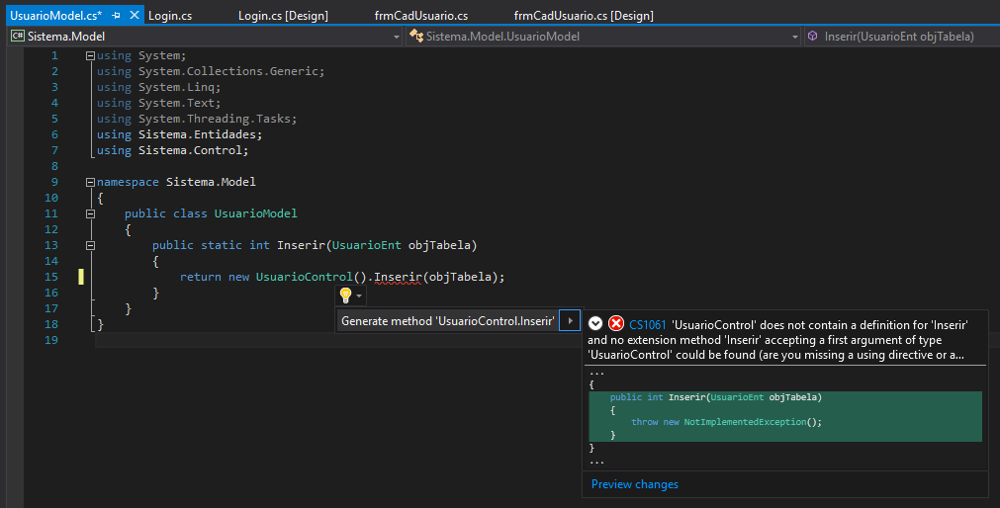 UsuarioModel.cs* Login.cs Login.cs [Design] frmCadUsuario.cs frmCadUsuario.cs [Design]
C# Sistema.Model Sistema.Model.UsuarioModel Inserir(UsuarioEnt objTabela)
1 using System;
2 using System.Collections.Generic;
3 using System.Linq;
4 using System.Text;
5 using System.Threading.Tasks;
6 using Sistema.Entidades;
7 using Sistema.Control;
8
9 namespace Sistema.Model
10 {
11 public class UsuarioModel
12 {
13 public static int Inserir(UsuarioEnt objTabela)
14 {
15 return new UsuarioControl().Inserir(objTabela);
16 }
17 }
18 }
19
Generate method 'UsuarioControl.Inserir'
CS1061 'UsuarioControl' does not contain a definition for 'Inserir'
and no extension method 'Inserir' accepting a first argument of type
'UsuarioControl' could be found (are you missing a using directive or a...
...
{
public int Inserir(UsuarioEnt objTabela)
{
throw new NotImplementedException();
}
}
...
Preview changes